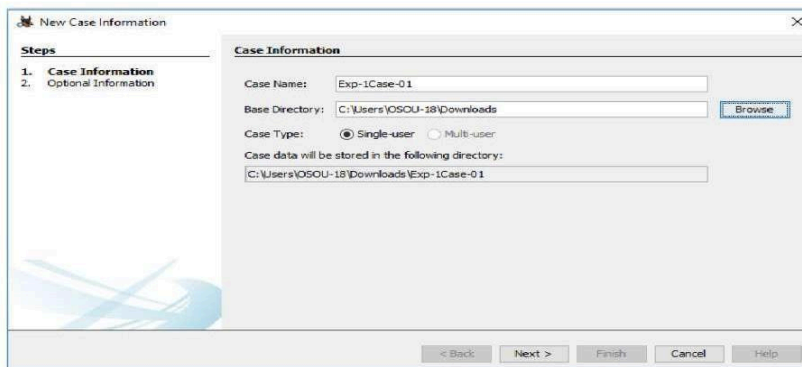 New Case Information
Steps
1. Case Information
2. Optional Information
Case Information
Case Name: Exp-1Case-01
Base Directory: C:\Users\OSOU-18\Downloads Browse
Case Type: Single-user Multi-user
Case data will be stored in the following directory:
C:\Users\OSOU-18\Downloads\Exp-1Case-01
< Back Next > Finish Cancel Help